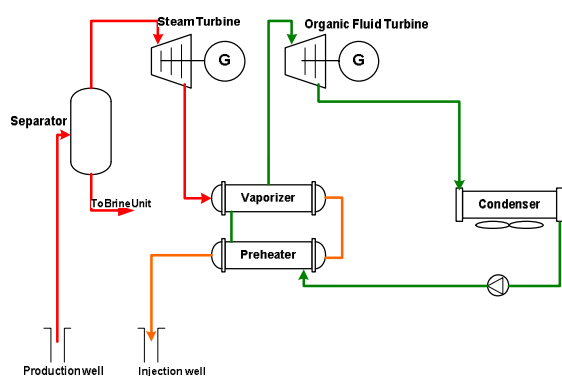 Steam Turbine
Organic Fluid Turbine
G
G
Separator
ToBrineUnit
Vaporizer
Condenser
Preheater
Production well
Injection well